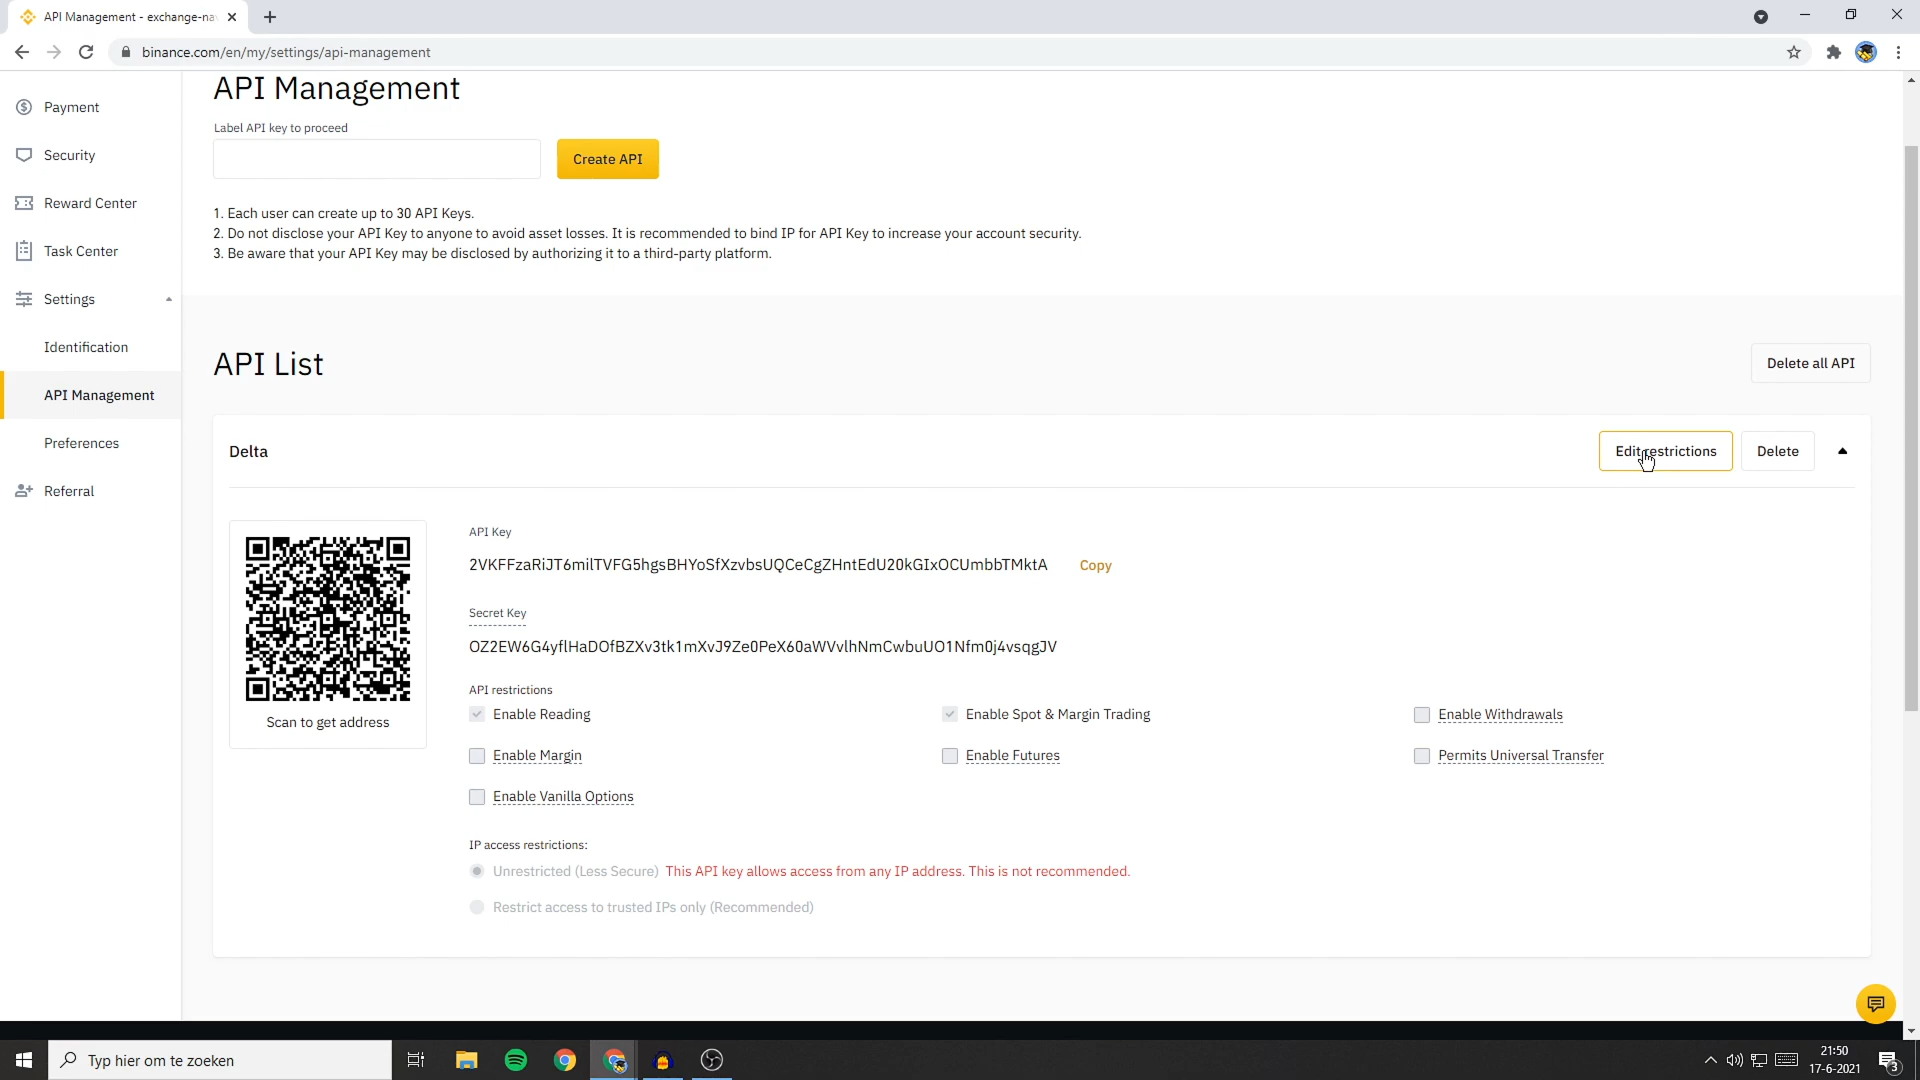 API Management - exchange-na
binance.com/en/my/settings/api-management
Payment
Security
Reward Center
Task Center
Settings
Identification
API Management
Preferences
Referral
API Management
Label API key to proceed
Create API
1. Each user can create up to 30 API Keys.
2. Do not disclose your API Key to anyone to avoid asset losses. It is recommended to bind IP for API Key to increase your account security.
3. Be aware that your API Key may be disclosed by authorizing it to a third-party platform.
API List
Delete all API
Delta
Edit restrictions
Delete
Scan to get address
API Key
2VKFFzaRiJT6milTVFG5hgsBHYoSfXzvbsUQCeCgZHntEdU20kGIxOCUmbbTMktA
Copy
Secret Key
OZ2EW6G4yflHaDOfBZXv3tk1mXvJ9Ze0PeX60aWVvlhNmCwbuUO1Nfm0j4vsqgJV
API restrictions
Enable Reading
Enable Spot & Margin Trading
Enable Withdrawals
Enable Margin
Enable Futures
Permits Universal Transfer
Enable Vanilla Options
IP access restrictions:
Unrestricted (Less Secure) This API key allows access from any IP address. This is not recommended.
Restrict access to trusted IPs only (Recommended)
Typ hier om te zoeken
21:50
17-6-2021
3